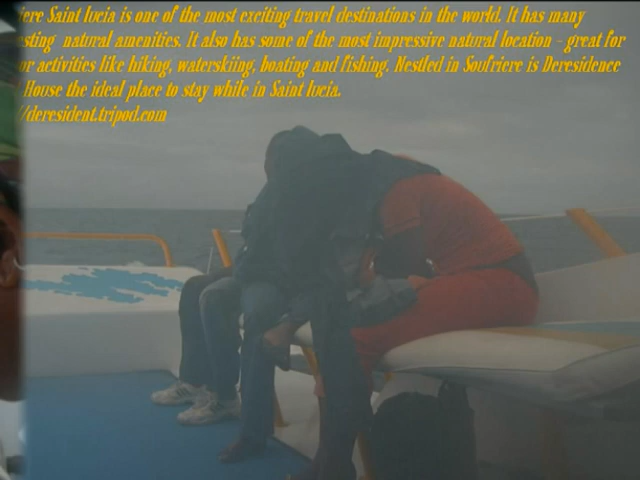 iere Saint lucia is one of the most exciting travel destinations in the world. It has many
sting natural amenities. It also has some of the most impressive natural location - great for
or activities like hiking, waterskiing, boating and fishing. Nestled in Soufriere is Deresidence
House the ideal place to stay while in Saint lucia.
//deresident.tripod.com